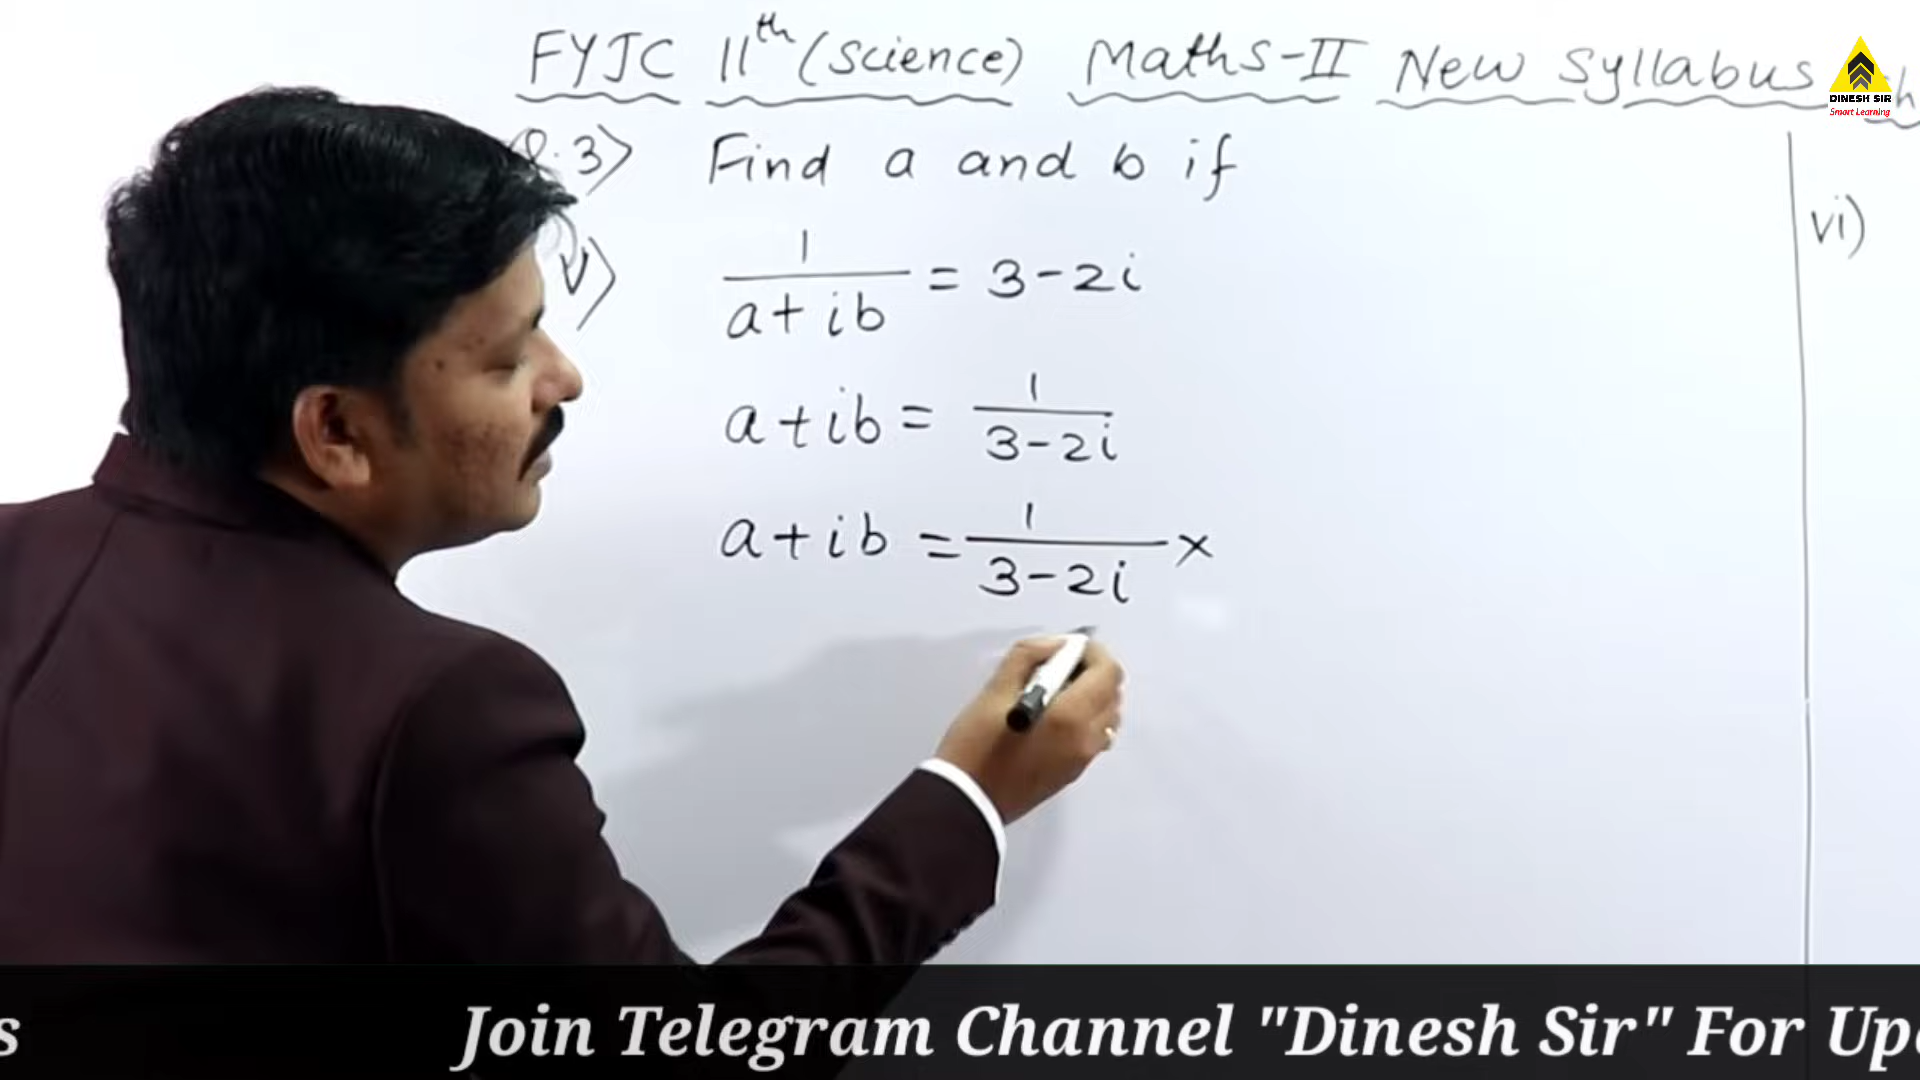 FYJC 11th (Science) Maths-II New Syllabus
DINESH SIR
Smart Learning
Q.3> Find a and b if
v> 1/(a+ib) = 3-2i
a+ib = 1/(3-2i)
a+ib = 1/(3-2i) ×
vi)
Join Telegram Channel "Dinesh Sir" For